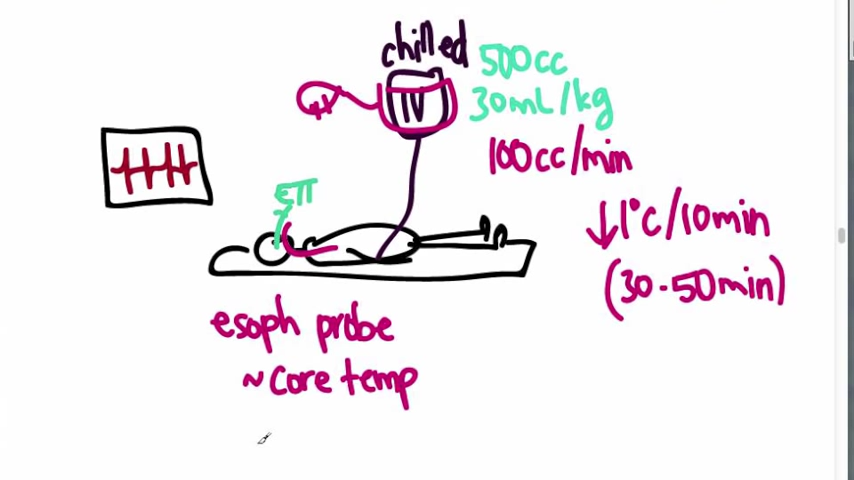 chilled
500cc
IV
30mL/kg
100cc/min
ETT
↓1°c/10min
(30-50min)
esoph probe
~core temp